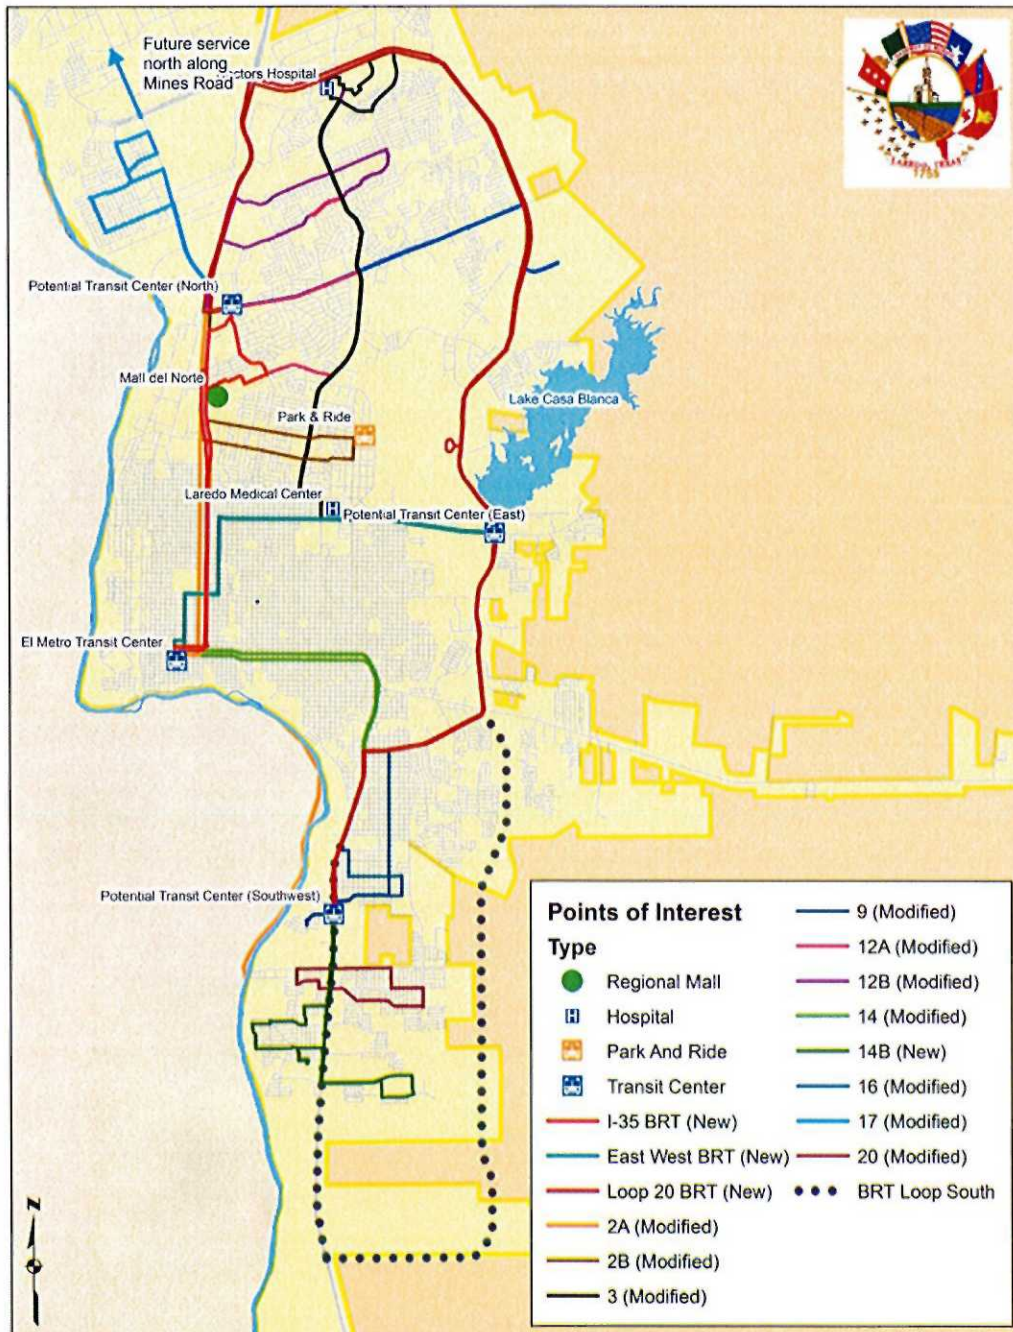 Future service
north along
Mines Road
ctors Hospital
LAREDO, TEXAS
1755
Potential Transit Center (North)
Mall del Norte
Park & Ride
Lake Casa Blanca
Laredo Medical Center
H
Potential Transit Center (East)
El Metro Transit Center
Potential Transit Center (Southwest)
N
Points of Interest
Type
Regional Mall
H Hospital
Park And Ride
Transit Center
I-35 BRT (New)
East West BRT (New)
Loop 20 BRT (New)
2A (Modified)
2B (Modified)
3 (Modified)
9 (Modified)
12A (Modified)
12B (Modified)
14 (Modified)
14B (New)
16 (Modified)
17 (Modified)
20 (Modified)
BRT Loop South